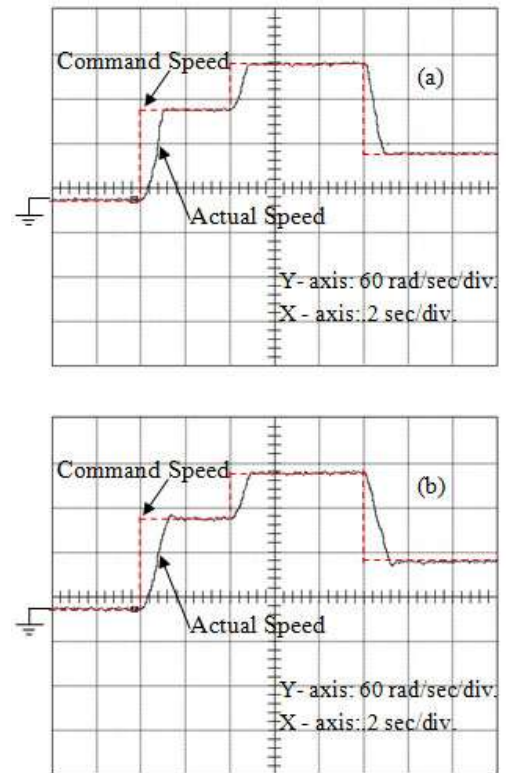 Command Speed
(a)
Actual Speed
Y- axis: 60 rad/sec/div.
X - axis:.2 sec/div.
Command Speed
(b)
Actual Speed
Y- axis: 60 rad/sec/div.
X - axis:.2 sec/div.